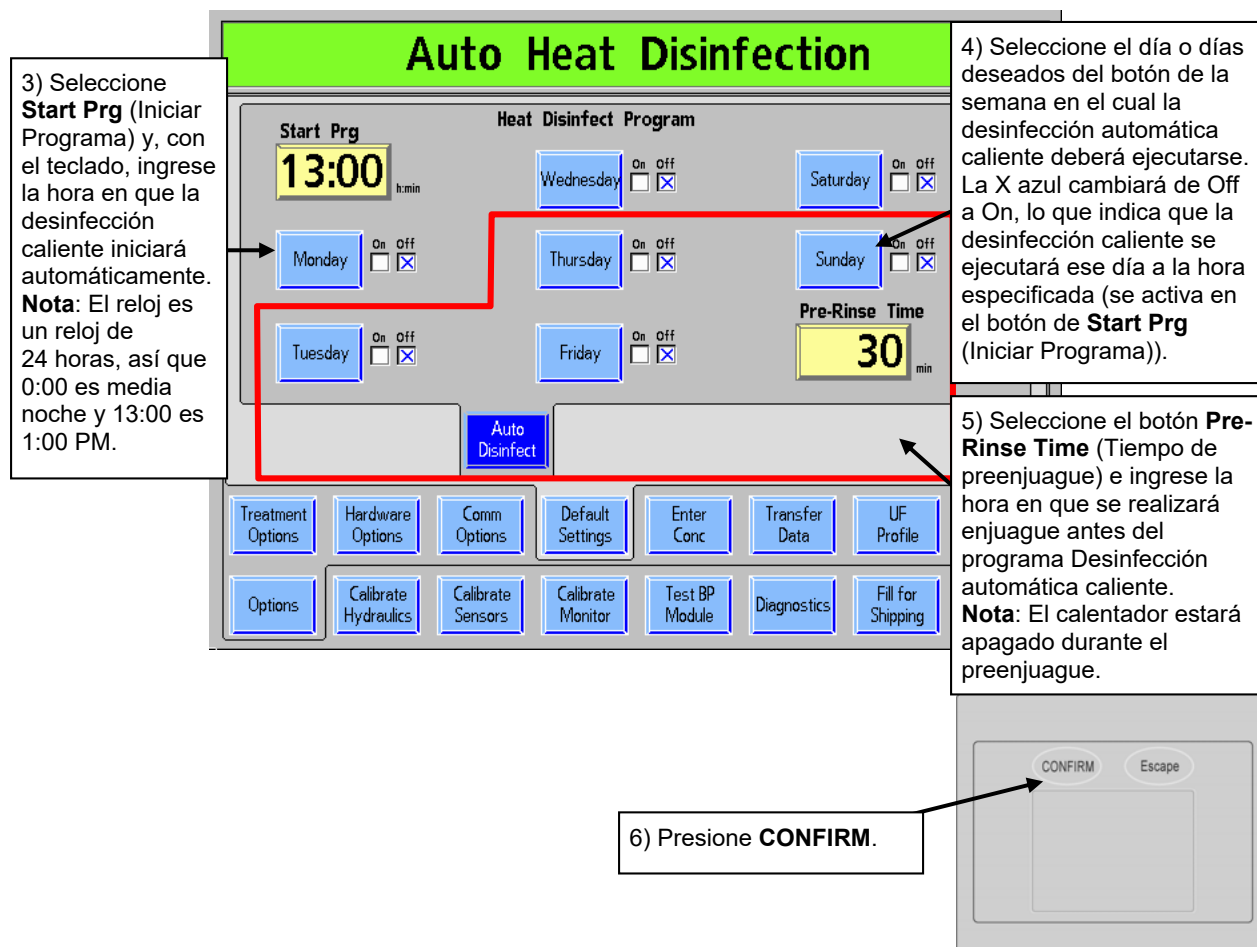 Auto Heat Disinfection
3) Seleccione
Start Prg (Iniciar
Programa) y, con
el teclado, ingrese
la hora en que la
desinfección
caliente iniciará
automáticamente.
Nota: El reloj es
un reloj de
24 horas, así que
0:00 es media
noche y 13:00 es
1:00 PM.
Heat Disinfect Program
Start Prg
13:00
h:min
Wednesday
On Off
Saturday
On Off
Monday
On Off
Thursday
On Off
Sunday
On Off
Tuesday
On Off
Friday
On Off
Pre-Rinse Time
30
min
Auto
Disinfect
Treatment
Options
Hardware
Options
Comm
Options
Default
Settings
Enter
Conc
Transfer
Data
UF
Profile
Options
Calibrate
Hydraulics
Calibrate
Sensors
Calibrate
Monitor
Test BP
Module
Diagnostics
Fill for
Shipping
4) Seleccione el día o días
deseados del botón de la
semana en el cual la
desinfección automática
caliente deberá ejecutarse.
La X azul cambiará de Off
a On, lo que indica que la
desinfección caliente se
ejecutará ese día a la hora
especificada (se activa en
el botón de Start Prg
(Iniciar Programa)).
5) Seleccione el botón Pre-
Rinse Time (Tiempo de
preenjuague) e ingrese la
hora en que se realizará
enjuague antes del
programa Desinfección
automática caliente.
Nota: El calentador estará
apagado durante el
preenjuague.
CONFIRM
Escape
6) Presione CONFIRM.